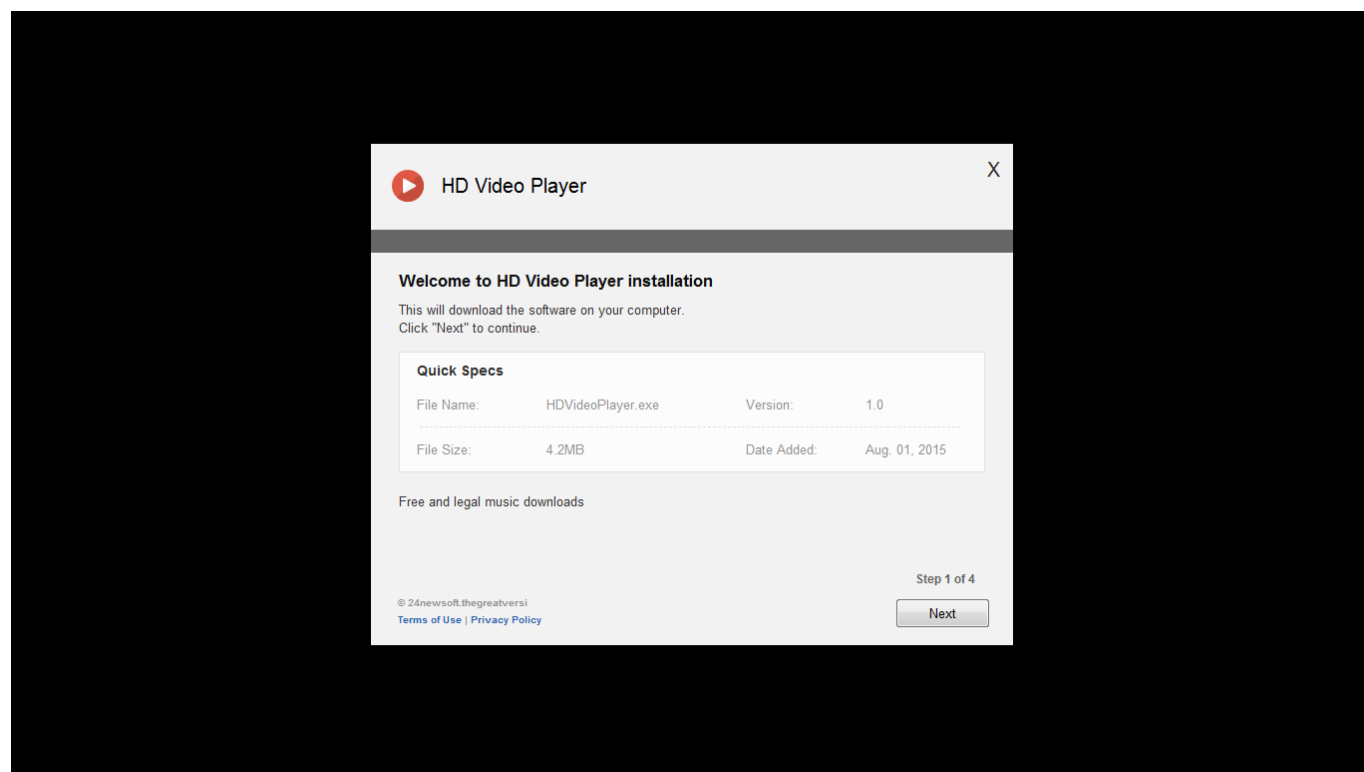 HD Video Player
X
Welcome to HD Video Player installation
This will download the software on your computer.
Click "Next" to continue.
Quick Specs
File Name: HDVideoPlayer.exe Version: 1.0
File Size: 4.2MB Date Added: Aug. 01, 2015
Free and legal music downloads
Step 1 of 4
© 24newsoft.thegreatversi
Terms of Use | Privacy Policy
Next